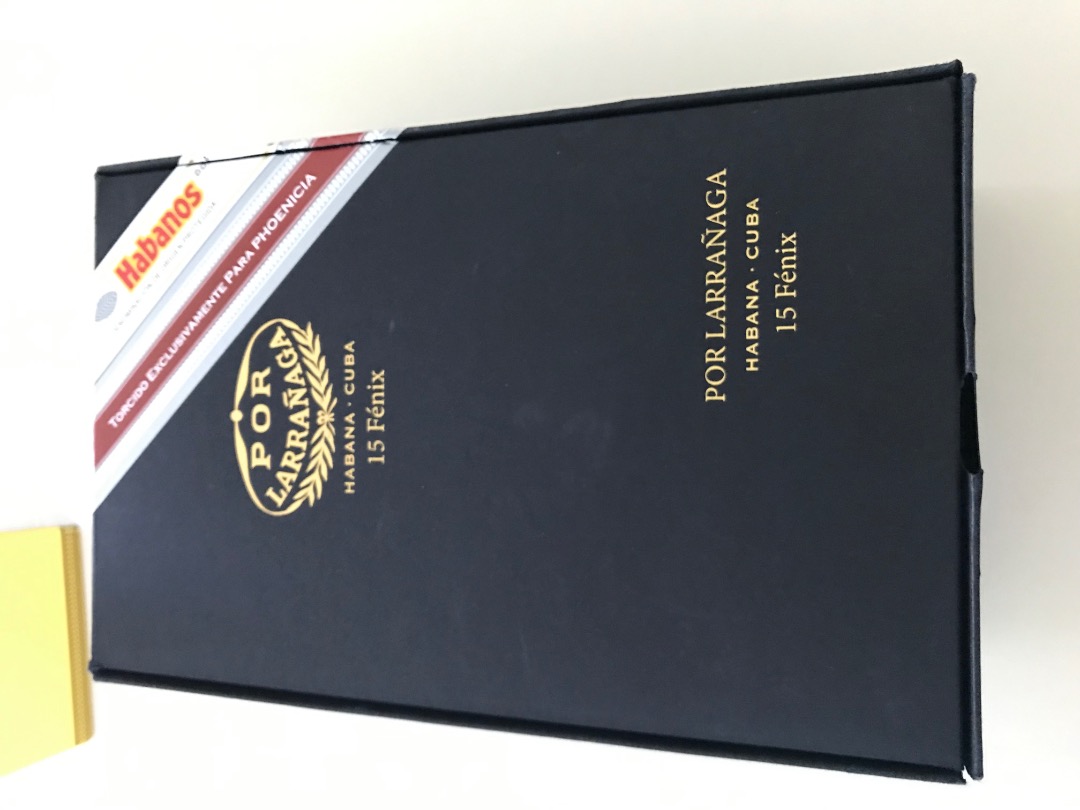 Habanos
TORCIDO EXCLUSIVAMENTE PARA PHOENICIA
POR
LARRAÑAGA
HABANA · CUBA
15 Fénix
POR LARRAÑAGA
HABANA · CUBA
15 Fénix